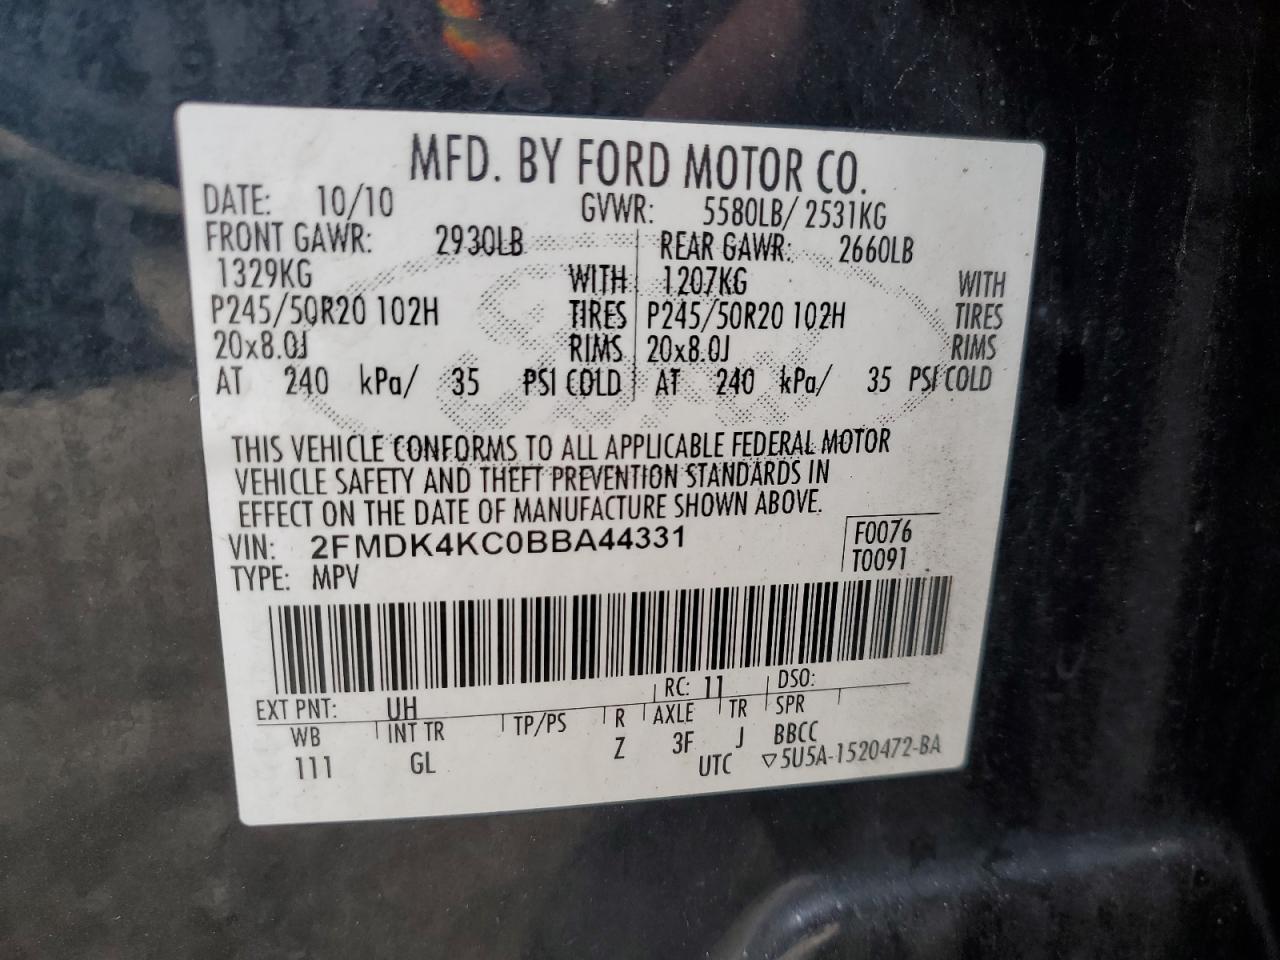 MFD. BY FORD MOTOR CO.
DATE: 10/10 GVWR: 5580LB/ 2531KG
FRONT GAWR: 2930LB REAR GAWR: 2660LB
1329KG WITH 1207KG WITH
P245/50R20 102H TIRES P245/50R20 102H TIRES
20x8.0J RIMS 20x8.0J RIMS
AT 240 kPa/ 35 PSI COLD AT 240 kPa/ 35 PSI COLD
THIS VEHICLE CONFORMS TO ALL APPLICABLE FEDERAL MOTOR
VEHICLE SAFETY AND THEFT PREVENTION STANDARDS IN
EFFECT ON THE DATE OF MANUFACTURE SHOWN ABOVE.
VIN: 2FMDK4KC0BBA44331 F0076
TYPE: MPV T0091
EXT PNT: UH RC: 11 DSO:
WB INT TR TP/PS R AXLE TR SPR
111 GL Z 3F J BBCC
UTC ▽5U5A-1520472-BA